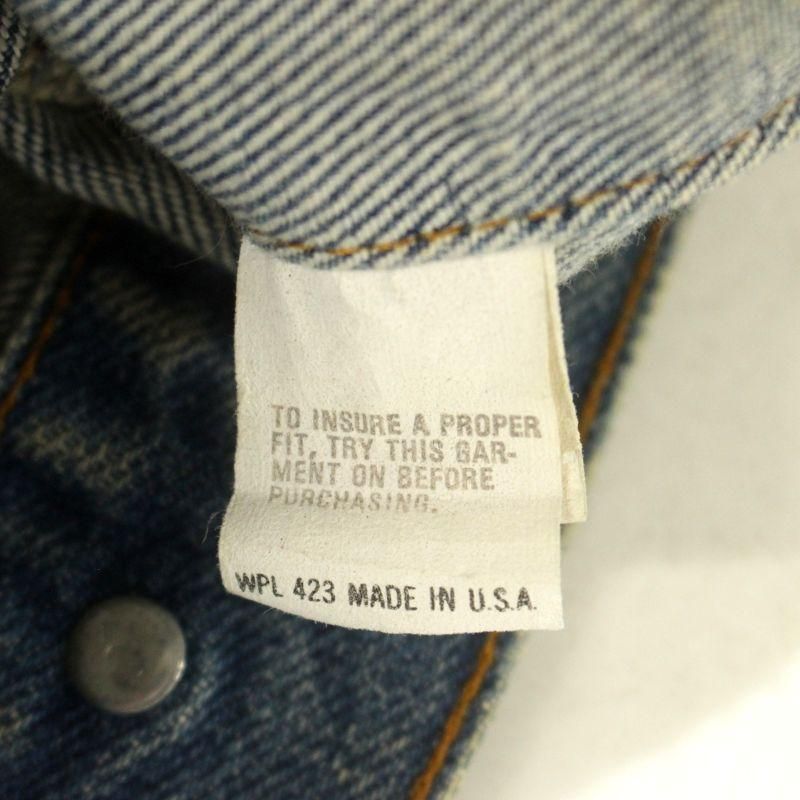 TO INSURE A PROPER
FIT, TRY THIS GAR-
MENT ON BEFORE
PURCHASING.
WPL 423 MADE IN U.S.A.